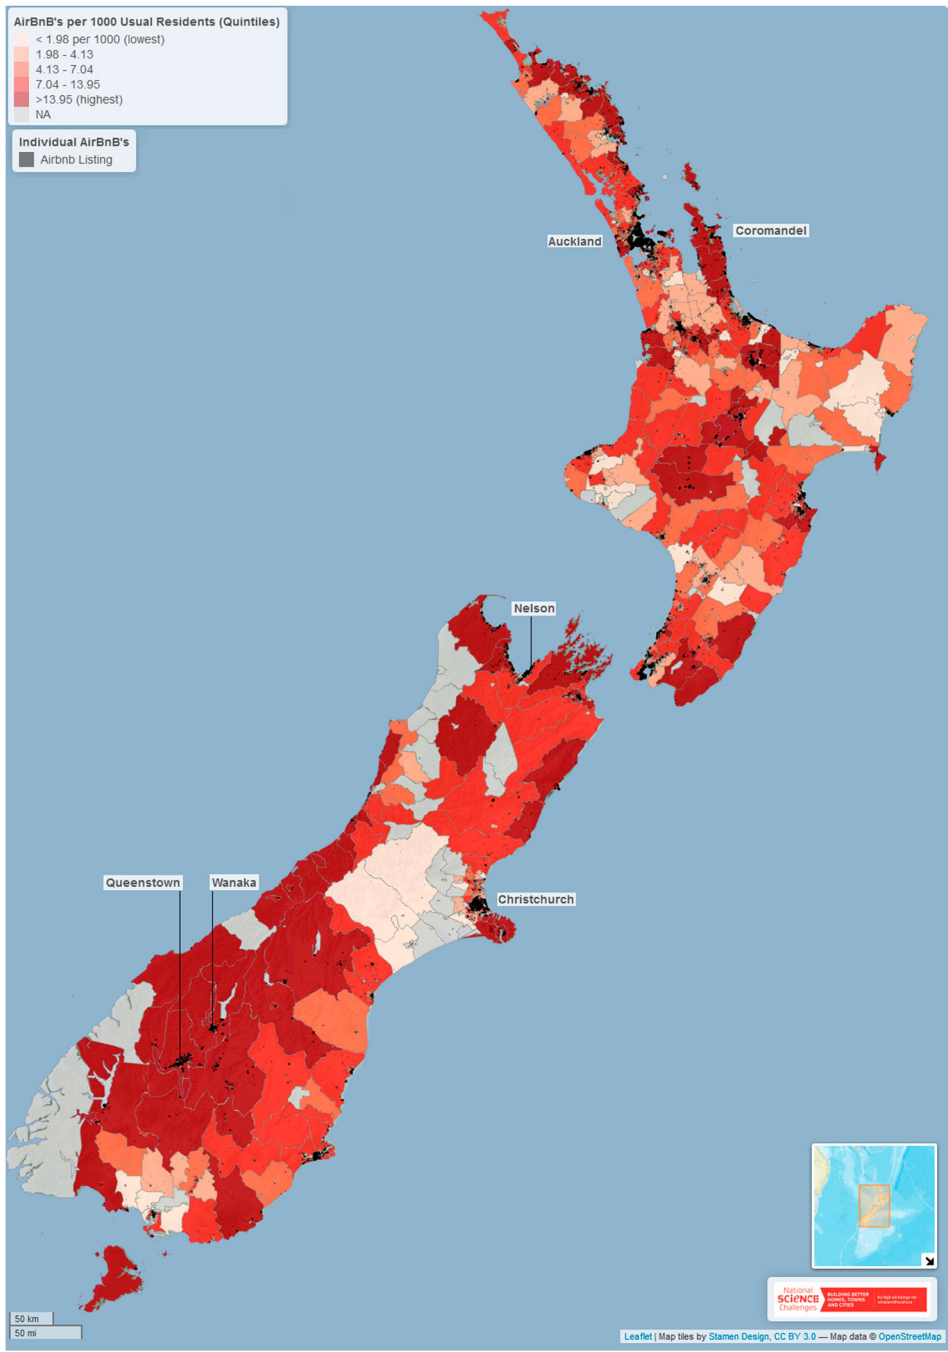 AirBnB's per 1000 Usual Residents (Quintiles)
< 1.98 per 1000 (lowest)
1.98 - 4.13
4.13 - 7.04
7.04 - 13.95
>13.95 (highest)
NA
Individual AirBnB's
Airbnb Listing
Auckland
Coromandel
Nelson
Queenstown
Wanaka
Christchurch
National
SCIENCE
Challenges
BUILDING BETTER
HOMES, TOWNS
AND CITIES
50 km
50 mi
Leaflet | Map tiles by Stamen Design, CC BY 3.0 — Map data © OpenStreetMap